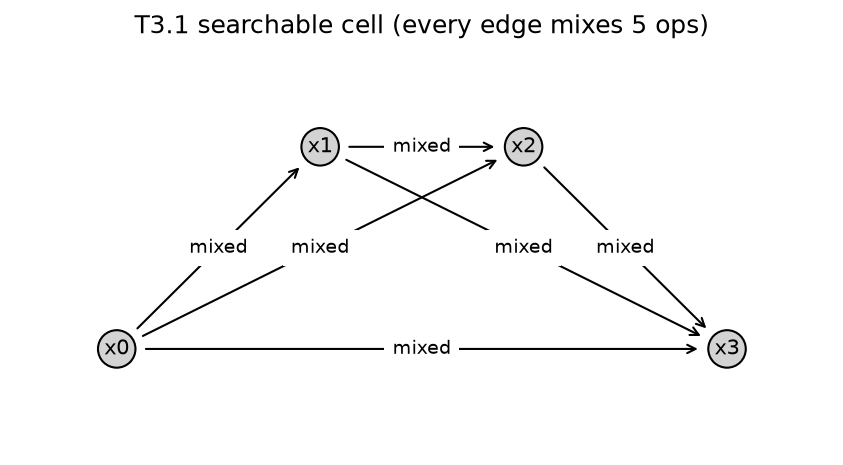 T3.1 searchable cell (every edge mixes 5 ops)
x1
mixed
x2
mixed
mixed
mixed
mixed
x0
mixed
x3